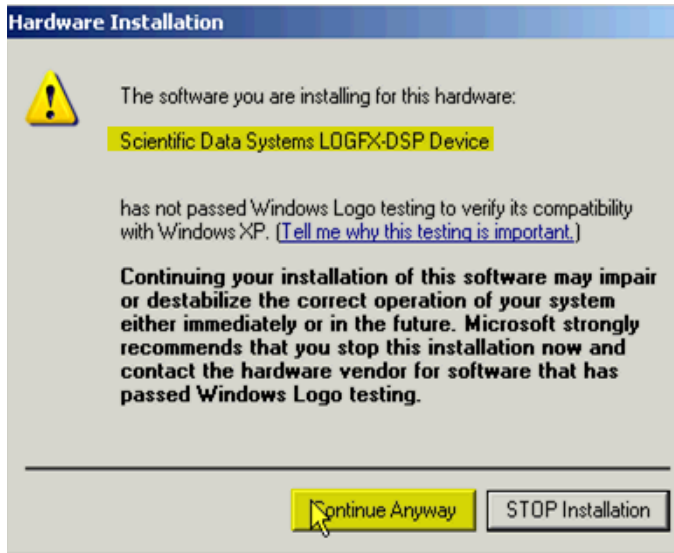 Hardware Installation
The software you are installing for this hardware:
Scientific Data Systems LOGFX-DSP Device
has not passed Windows Logo testing to verify its compatibility
with Windows XP. (Tell me why this testing is important.)
Continuing your installation of this software may impair
or destabilize the correct operation of your system
either immediately or in the future. Microsoft strongly
recommends that you stop this installation now and
contact the hardware vendor for software that has
passed Windows Logo testing.
Continue Anyway STOP Installation